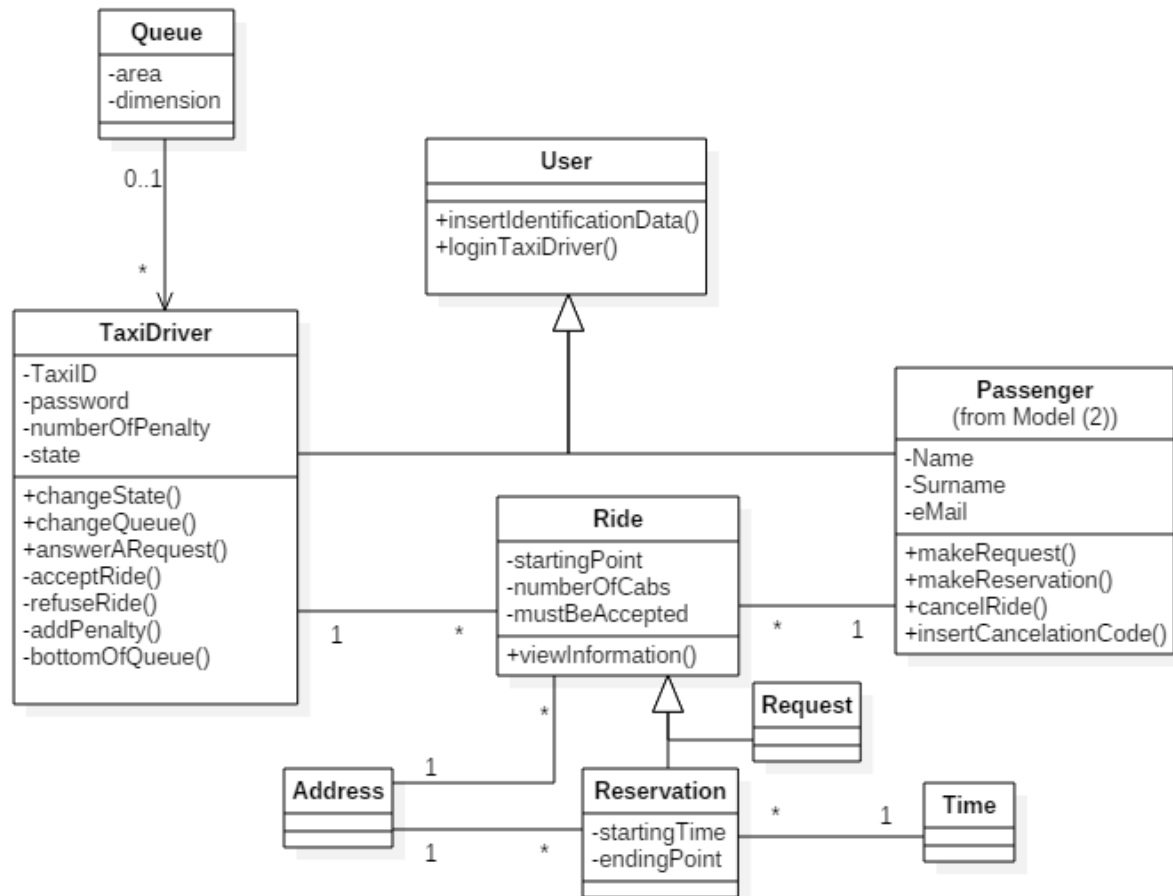 Queue
-area
-dimension
0..1
*
User
+insertIdentificationData()
+loginTaxiDriver()
TaxiDriver
-TaxiID
-password
-numberOfPenalty
-state
+changeState()
+changeQueue()
+answerARequest()
-acceptRide()
-refuseRide()
-addPenalty()
-bottomOfQueue()
Passenger
(from Model (2))
-Name
-Surname
-eMail
+makeRequest()
+makeReservation()
+cancelRide()
+insertCancelationCode()
Ride
-startingPoint
-numberOfCabs
-mustBeAccepted
+viewInformation()
1
*
*
1
Request
*
1
Address
1
*
Reservation
-startingTime
-endingPoint
*
1
Time